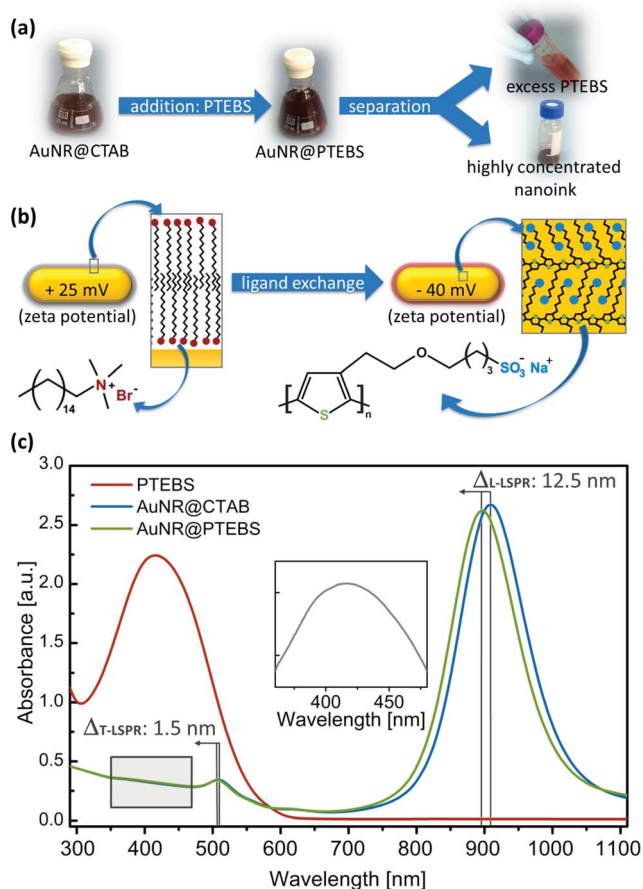 (a)
addition: PTEBS
separation
AuNR@CTAB
AuNR@PTEBS
excess PTEBS
highly concentrated
nanoink
(b)
+ 25 mV
(zeta potential)
ligand exchange
- 40 mV
(zeta potential)
( )14
N+
Br-
O
( )3
SO3- Na+
[ S ]n
(c)
PTEBS
AuNR@CTAB
AuNR@PTEBS
ΔL-LSPR: 12.5 nm
ΔT-LSPR: 1.5 nm
400 450
Wavelength [nm]
Absorbance [a.u.]
3.0
2.5
2.0
1.5
1.0
0.5
0.0
300 400 500 600 700 800 900 1000 1100
Wavelength [nm]